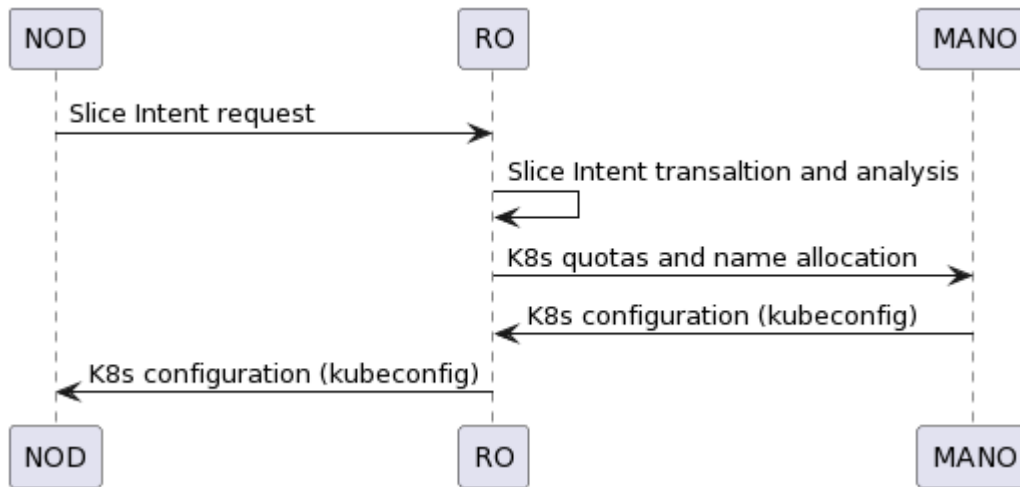 NOD
RO
MANO
Slice Intent request
Slice Intent transaltion and analysis
K8s quotas and name allocation
K8s configuration (kubeconfig)
K8s configuration (kubeconfig)
NOD
RO
MANO